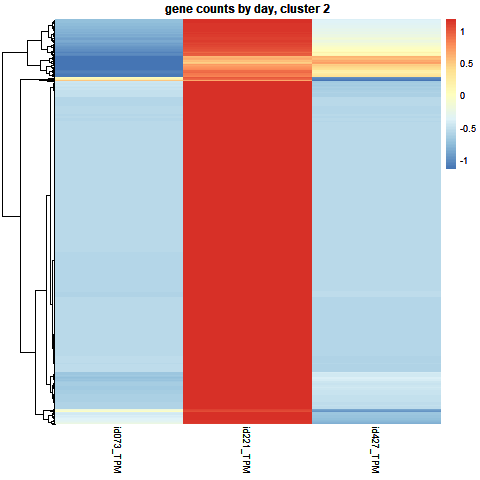 gene counts by day, cluster 2
1
0.5
0
-0.5
-1
id073_TPM
id221_TPM
id427_TPM